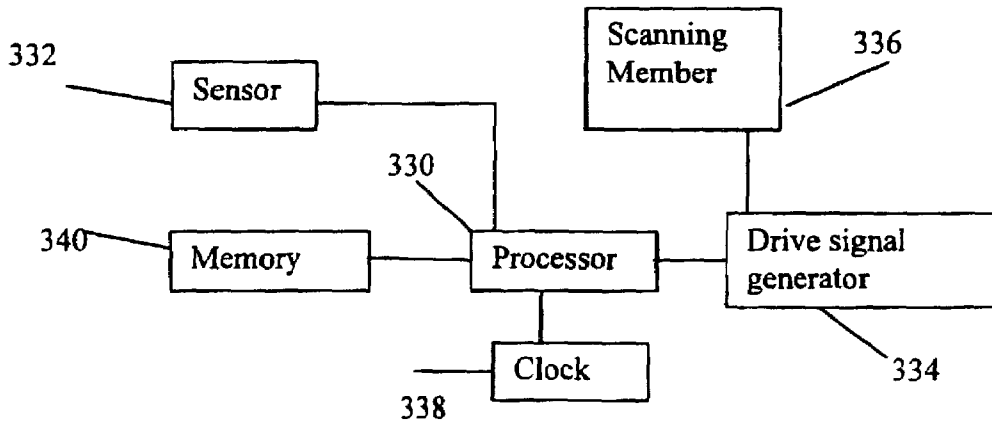 332
Sensor
Scanning
Member
336
330
340
Memory
Processor
Drive signal
generator
334
Clock
338